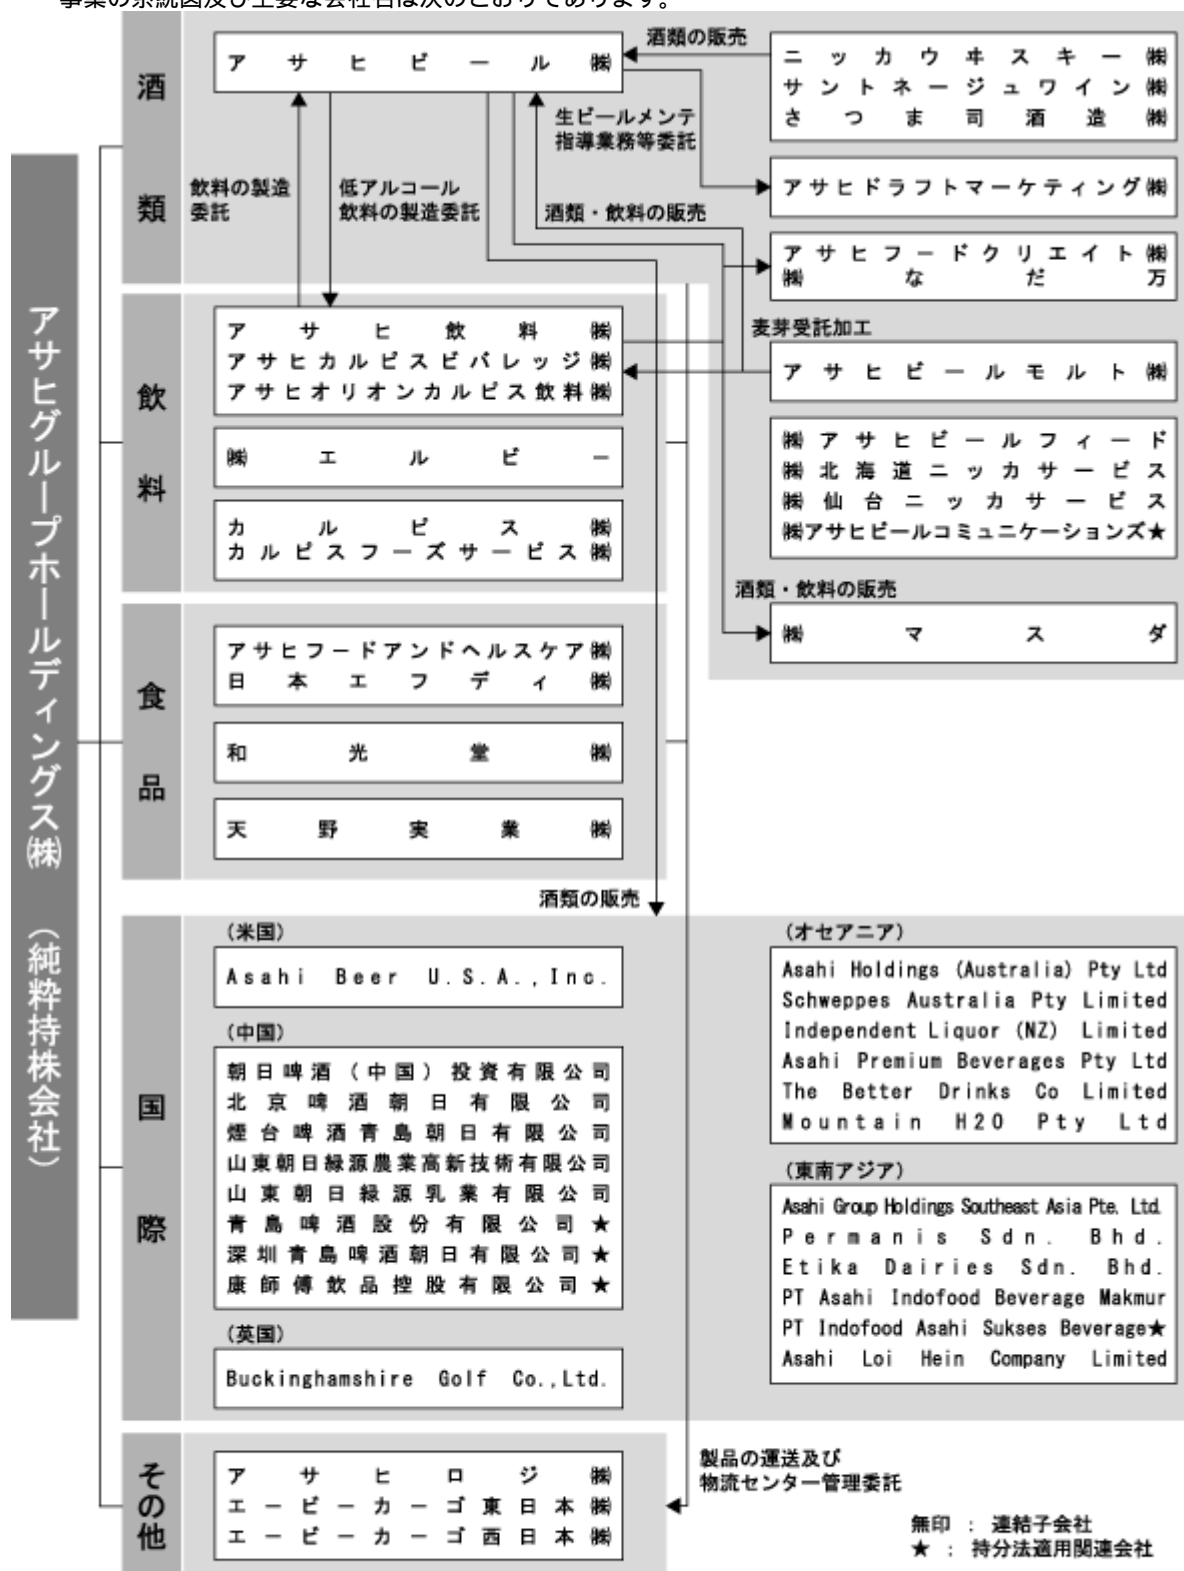 事業の系統図及び主要な会社名は次のとおりであります。
アサヒグループホールディングス㈱ （純粋持株会社）
酒類
アサヒビール㈱
酒類の販売
ニッカウヰスキー㈱
サントネージュワイン㈱
さつま司酒造㈱
生ビールメンテ
指導業務等委託
アサヒドラフトマーケティング㈱
飲料の製造
委託
低アルコール
飲料の製造委託
酒類・飲料の販売
アサヒフードクリエイト㈱
㈱なだ万
麦芽受託加工
アサヒビールモルト㈱
㈱アサヒビールフィード
㈱北海道ニッカサービス
㈱仙台ニッカサービス
㈱アサヒビールコミュニケーションズ★
酒類・飲料の販売
㈱マスダ
飲料
アサヒ飲料㈱
アサヒカルピスビバレッジ㈱
アサヒオリオンカルピス飲料㈱
㈱エルビー
カルピス㈱
カルピスフーズサービス㈱
食品
アサヒフードアンドヘルスケア㈱
日本エフディ㈱
和光堂㈱
天野実業㈱
酒類の販売
国際
（米国）
Asahi Beer U.S.A.,Inc.
（中国）
朝日啤酒（中国）投資有限公司
北京啤酒朝日有限公司
煙台啤酒青島朝日有限公司
山東朝日緑源農業高新技術有限公司
山東朝日緑源乳業有限公司
青島啤酒股份有限公司★
深圳青島啤酒朝日有限公司★
康師傅飲品控股有限公司★
（英国）
Buckinghamshire Golf Co.,Ltd.
（オセアニア）
Asahi Holdings (Australia) Pty Ltd
Schweppes Australia Pty Limited
Independent Liquor (NZ) Limited
Asahi Premium Beverages Pty Ltd
The Better Drinks Co Limited
Mountain H2O Pty Ltd
（東南アジア）
Asahi Group Holdings Southeast Asia Pte. Ltd.
Permanis Sdn. Bhd.
Etika Dairies Sdn. Bhd.
PT Asahi Indofood Beverage Makmur
PT Indofood Asahi Sukses Beverage★
Asahi Loi Hein Company Limited
その他
アサヒロジ㈱
エービーカーゴ東日本㈱
エービーカーゴ西日本㈱
製品の運送及び
物流センター管理委託
無印 ： 連結子会社
★ ： 持分法適用関連会社